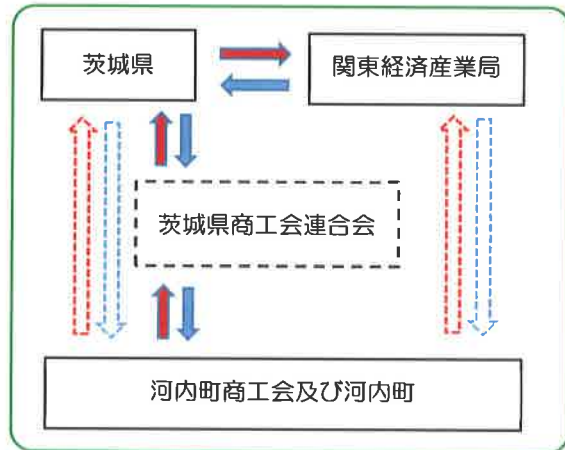 茨城県
関東経済産業局
茨城県商工会連合会
河内町商工会及び河内町